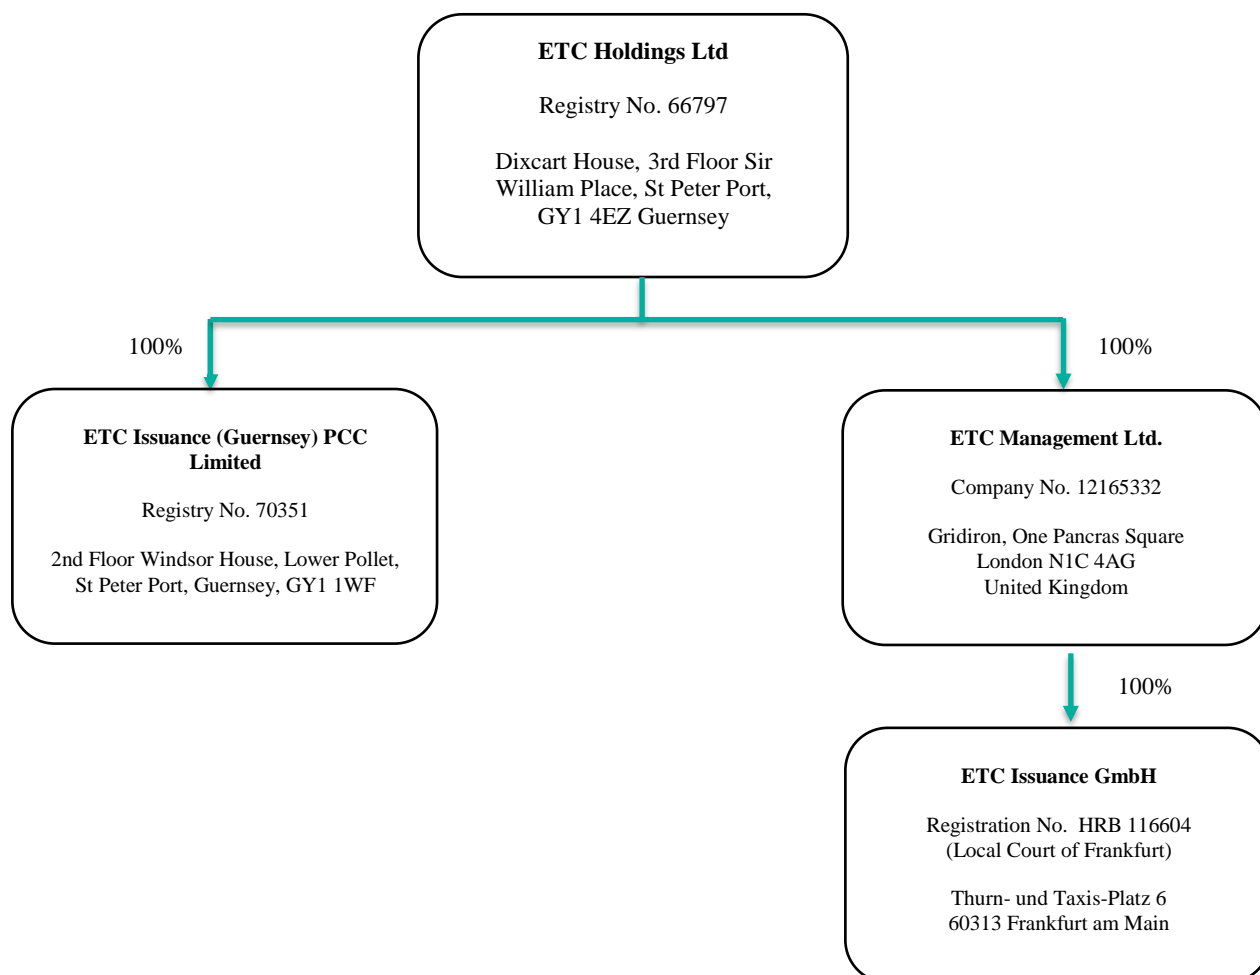 ETC Holdings Ltd
Registry No. 66797
Dixcart House, 3rd Floor Sir
William Place, St Peter Port,
GY1 4EZ Guernsey
100%
100%
ETC Issuance (Guernsey) PCC
Limited
Registry No. 70351
2nd Floor Windsor House, Lower Pollet,
St Peter Port, Guernsey, GY1 1WF
ETC Management Ltd.
Company No. 12165332
Gridiron, One Pancras Square
London N1C 4AG
United Kingdom
100%
ETC Issuance GmbH
Registration No.  HRB 116604
(Local Court of Frankfurt)
Thurn- und Taxis-Platz 6
60313 Frankfurt am Main